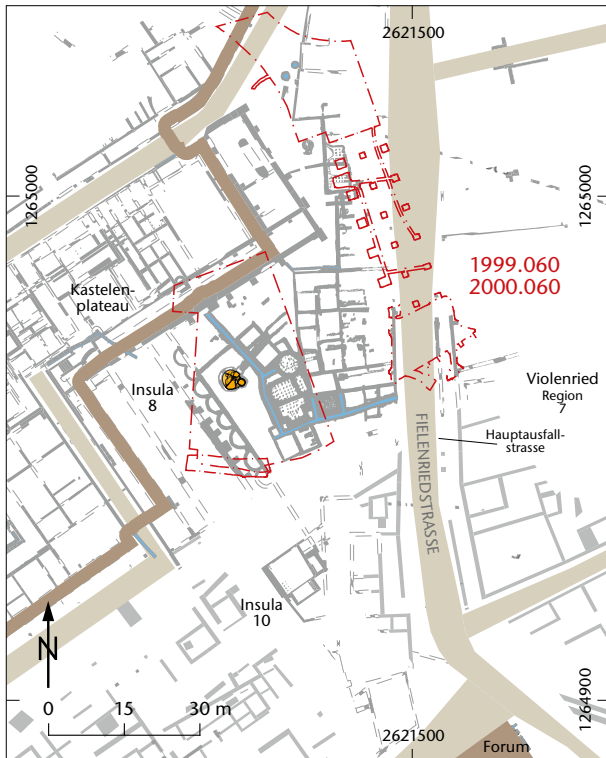 2621500
1265000
1265000
1999.060
2000.060
Kastelen-
plateau
Insula
8
Violenried
Region
7
Hauptausfall-
strasse
FIELENRIEDSTRASSE
Insula
10
N
0 15 30 m
1264900
2621500
Forum